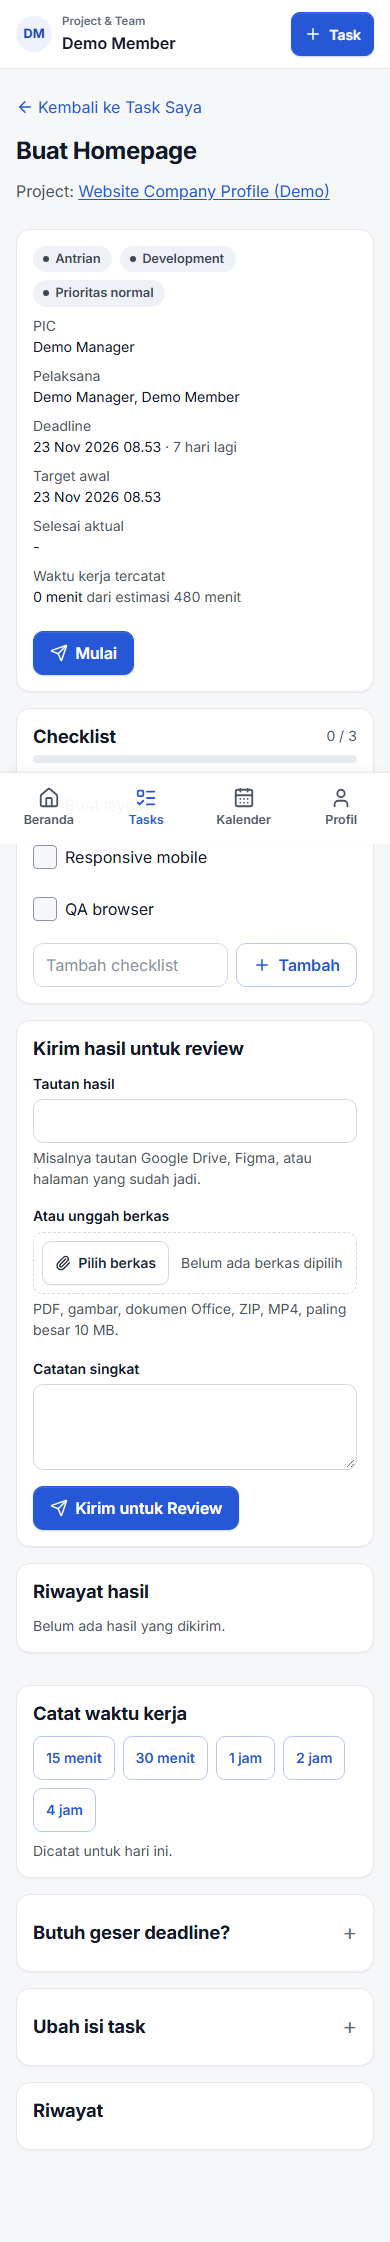 DM
Project & Team
Demo Member
+ Task
← Kembali ke Task Saya
Buat Homepage
Project: Website Company Profile (Demo)
Antrian
Development
Prioritas normal
PIC
Demo Manager
Pelaksana
Demo Manager, Demo Member
Deadline
23 Nov 2026 08.53 · 7 hari lagi
Target awal
23 Nov 2026 08.53
Selesai aktual
-
Waktu kerja tercatat
0 menit dari estimasi 480 menit
Mulai
Checklist
0 / 3
Buat
Beranda
Tasks
Kalender
Profil
Responsive mobile
QA browser
Tambah checklist
+ Tambah
Kirim hasil untuk review
Tautan hasil
Misalnya tautan Google Drive, Figma, atau
halaman yang sudah jadi.
Atau unggah berkas
Pilih berkas
Belum ada berkas dipilih
PDF, gambar, dokumen Office, ZIP, MP4, paling
besar 10 MB.
Catatan singkat
Kirim untuk Review
Riwayat hasil
Belum ada hasil yang dikirim.
Catat waktu kerja
15 menit
30 menit
1 jam
2 jam
4 jam
Dicatat untuk hari ini.
Butuh geser deadline?
+
Ubah isi task
+
Riwayat